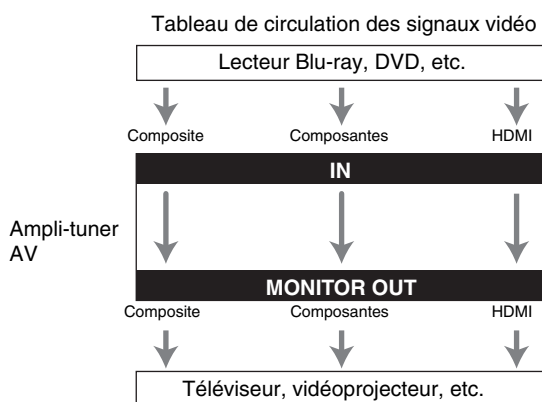 Tableau de circulation des signaux vidéo
Lecteur Blu-ray, DVD, etc.
Composite Composantes HDMI
IN
Ampli-tuner
AV
MONITOR OUT
Composite Composantes HDMI
Téléviseur, vidéoprojecteur, etc.